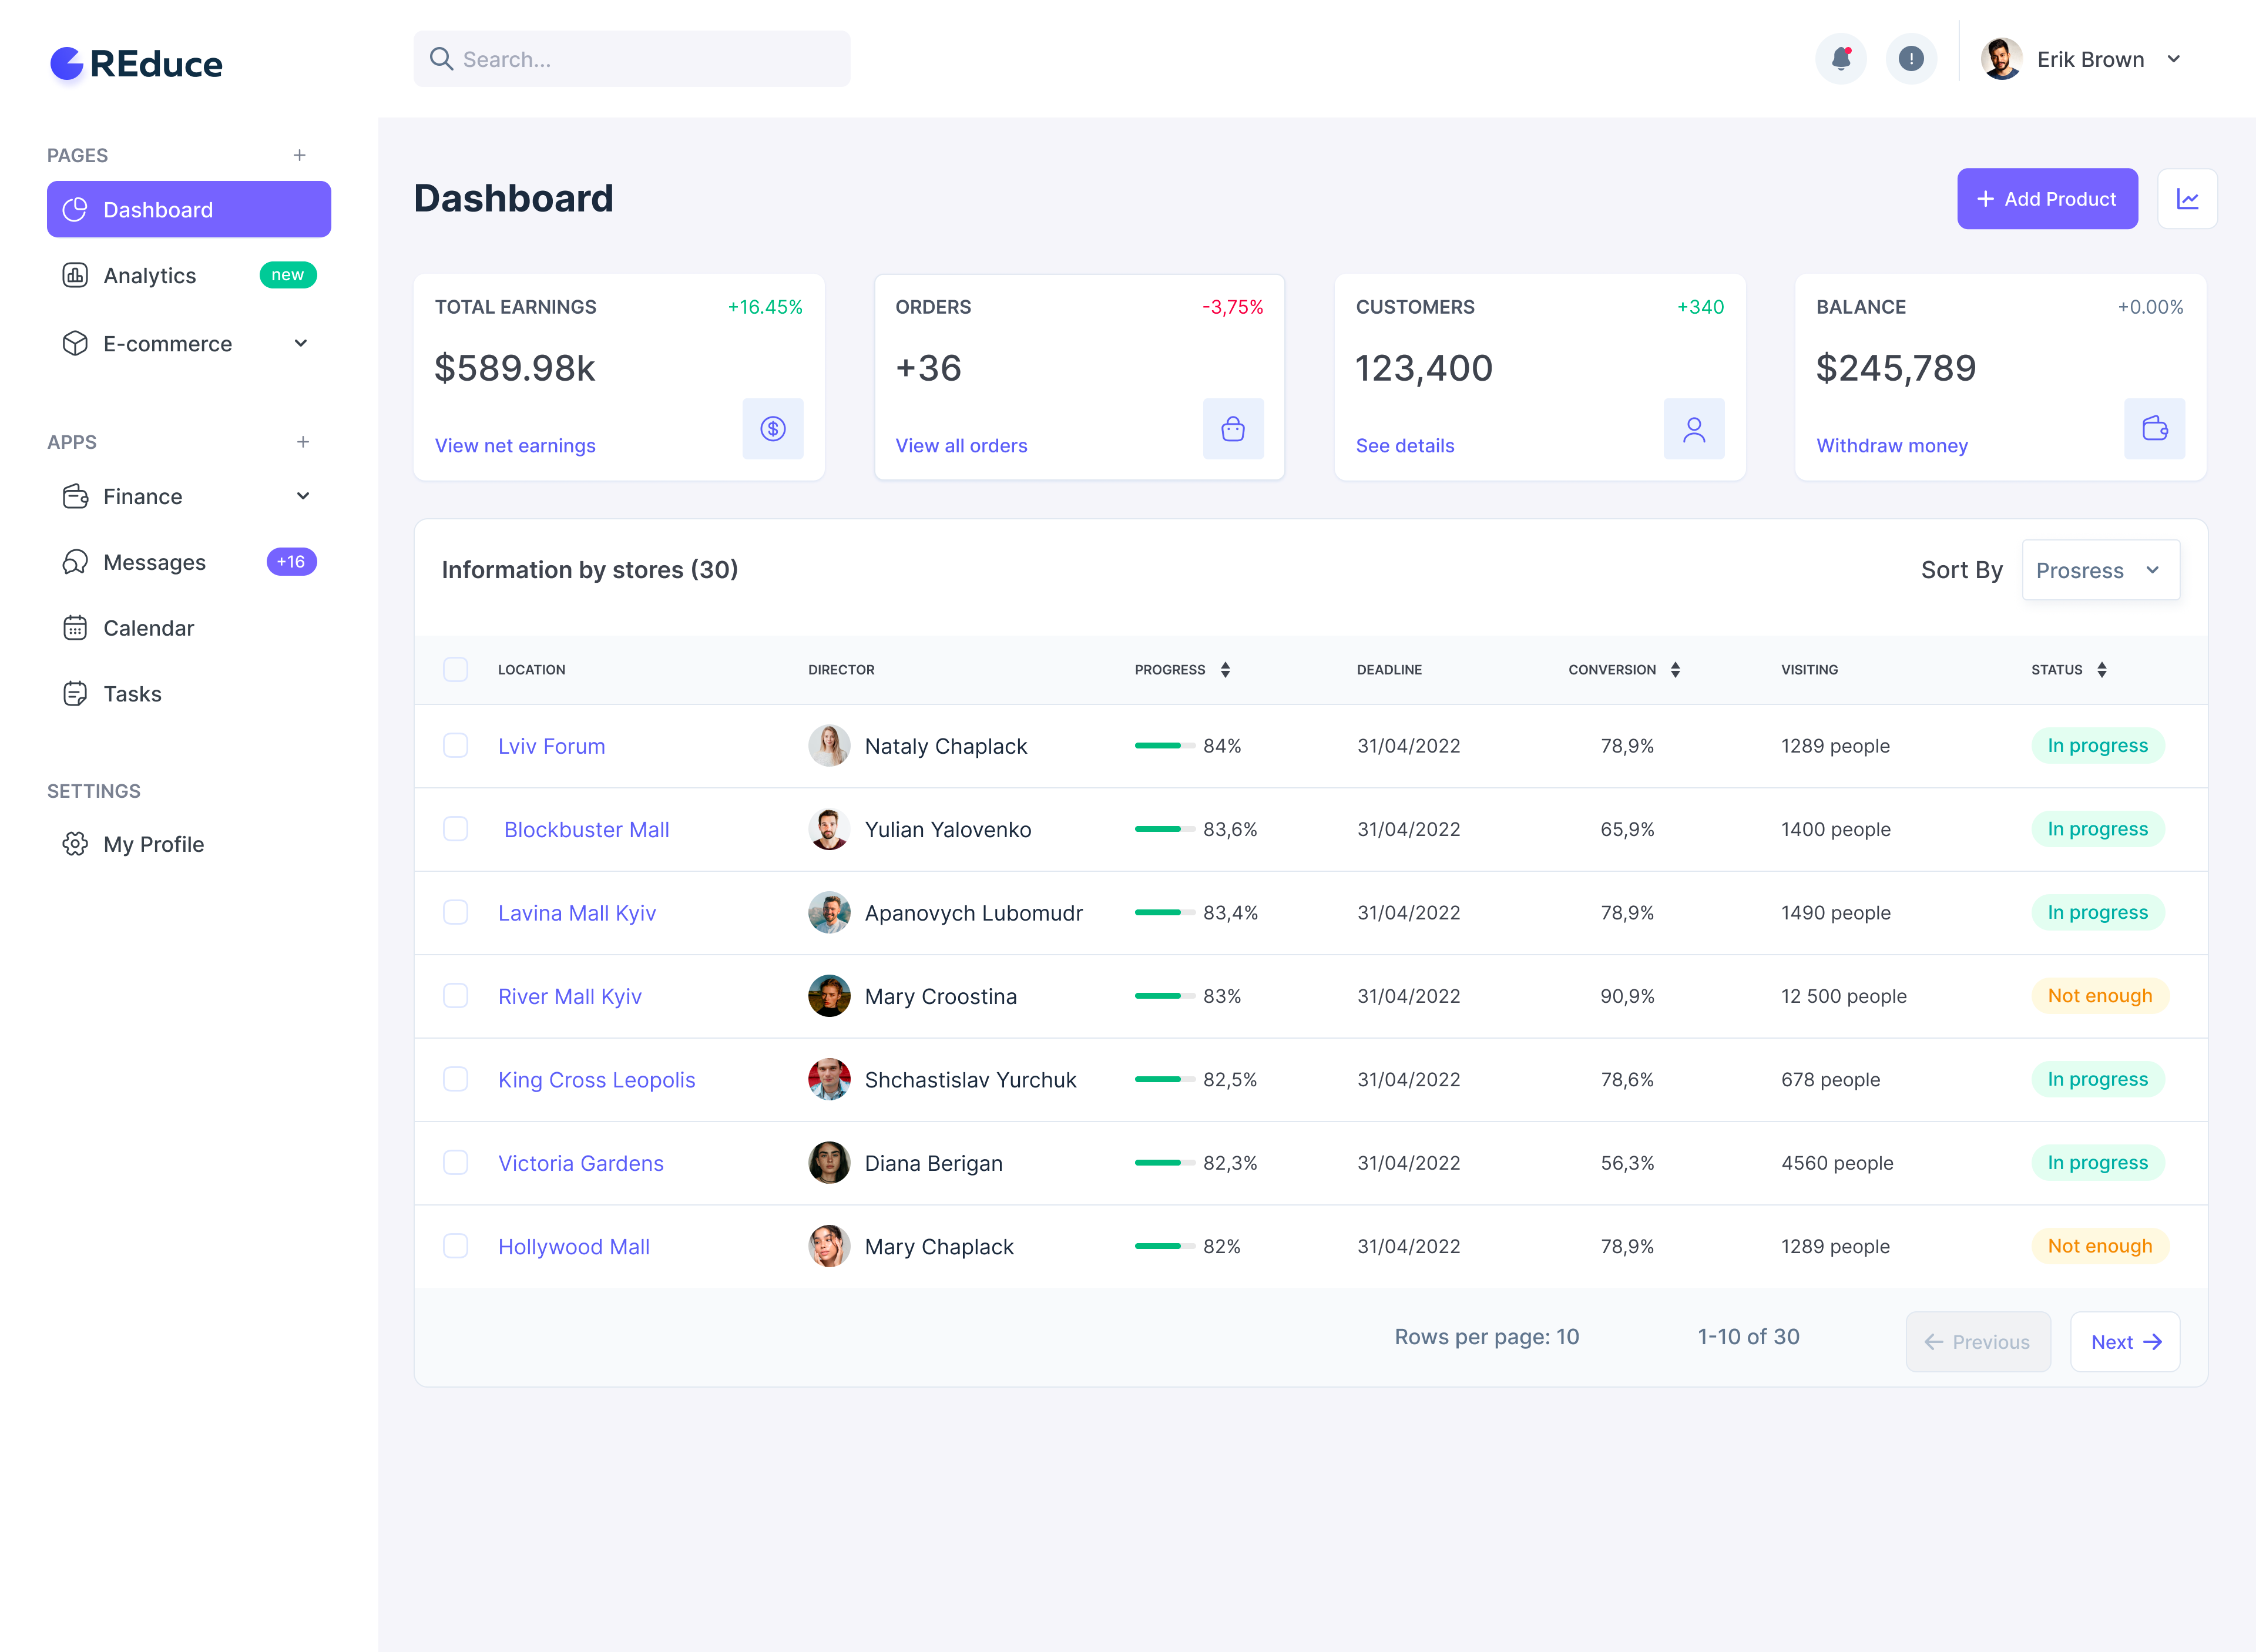 REduce
Search...
!
Erik Brown
PAGES +
Dashboard
Analytics new
E-commerce
APPS +
Finance
Messages +16
Calendar
Tasks
SETTINGS
My Profile
Dashboard
+ Add Product
TOTAL EARNINGS +16.45%
$589.98k
View net earnings
$
ORDERS -3,75%
+36
View all orders
CUSTOMERS +340
123,400
See details
BALANCE +0.00%
$245,789
Withdraw money
Information by stores (30)
Sort By Prosress
LOCATION DIRECTOR PROGRESS DEADLINE CONVERSION VISITING STATUS
Lviv Forum Nataly Chaplack 84% 31/04/2022 78,9% 1289 people In progress
Blockbuster Mall Yulian Yalovenko 83,6% 31/04/2022 65,9% 1400 people In progress
Lavina Mall Kyiv Apanovych Lubomudr 83,4% 31/04/2022 78,9% 1490 people In progress
River Mall Kyiv Mary Croostina 83% 31/04/2022 90,9% 12 500 people Not enough
King Cross Leopolis Shchastislav Yurchuk 82,5% 31/04/2022 78,6% 678 people In progress
Victoria Gardens Diana Berigan 82,3% 31/04/2022 56,3% 4560 people In progress
Hollywood Mall Mary Chaplack 82% 31/04/2022 78,9% 1289 people Not enough
Rows per page: 10 1-10 of 30 Previous Next